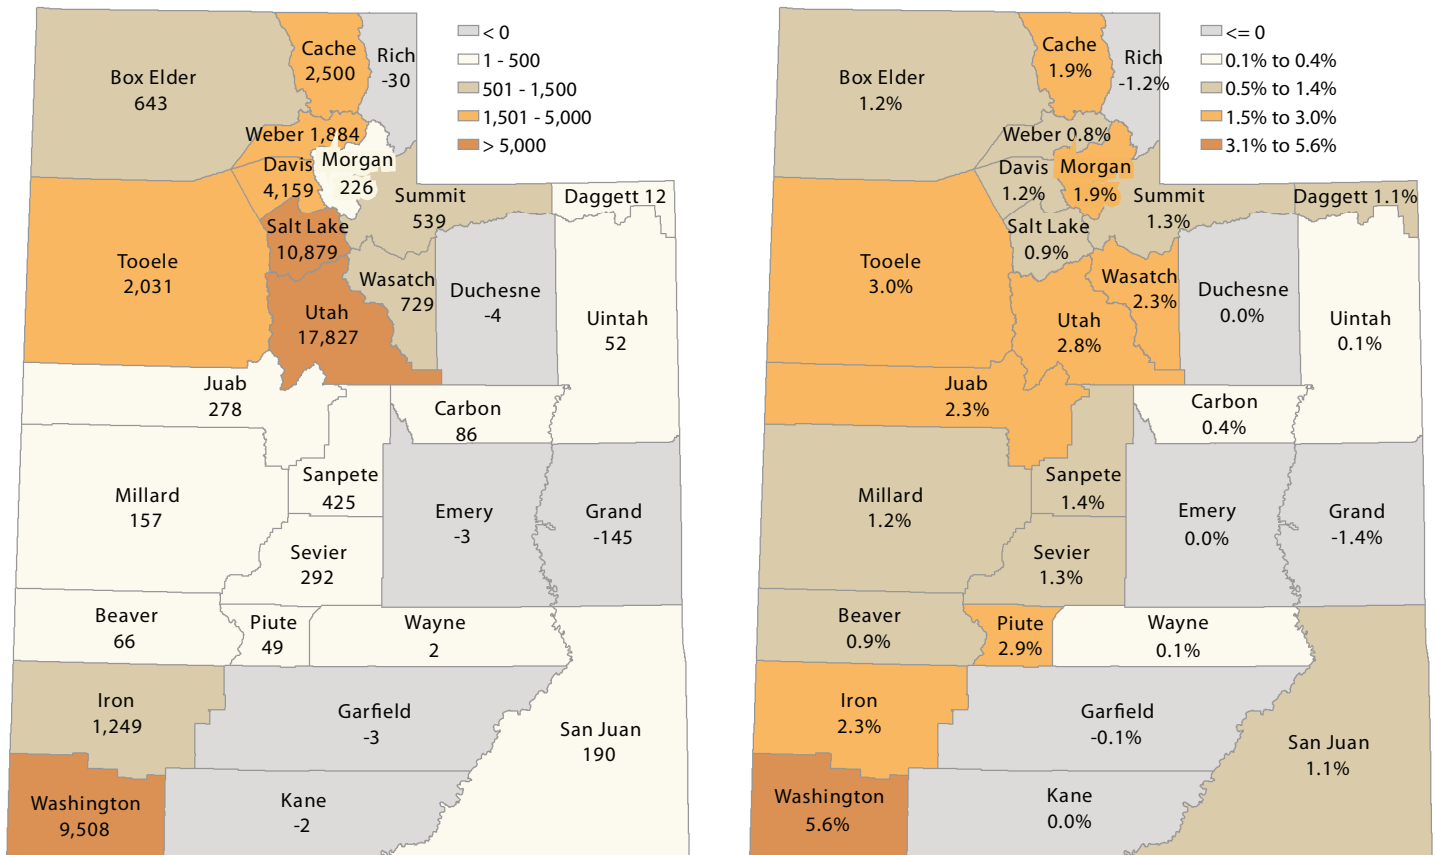 Box Elder
643
Cache
2,500
Rich
-30
< 0
1 - 500
501 - 1,500
1,501 - 5,000
> 5,000
Weber 1,884
Davis
4,159
Morgan
226
Summit
539
Daggett 12
Salt Lake
10,879
Tooele
2,031
Wasatch
729
Duchesne
-4
Uintah
52
Utah
17,827
Juab
278
Carbon
86
Sanpete
425
Millard
157
Emery
-3
Grand
-145
Sevier
292
Beaver
66
Piute
49
Wayne
2
Iron
1,249
Garfield
-3
San Juan
190
Washington
9,508
Kane
-2
Box Elder
1.2%
Cache
1.9%
Rich
-1.2%
<= 0
0.1% to 0.4%
0.5% to 1.4%
1.5% to 3.0%
3.1% to 5.6%
Weber 0.8%
Davis
1.2%
Morgan
1.9%
Summit
1.3%
Daggett 1.1%
Salt Lake
0.9%
Tooele
3.0%
Wasatch
2.3%
Duchesne
0.0%
Uintah
0.1%
Utah
2.8%
Juab
2.3%
Carbon
0.4%
Sanpete
1.4%
Millard
1.2%
Emery
0.0%
Grand
-1.4%
Sevier
1.3%
Beaver
0.9%
Piute
2.9%
Wayne
0.1%
Iron
2.3%
Garfield
-0.1%
San Juan
1.1%
Washington
5.6%
Kane
0.0%